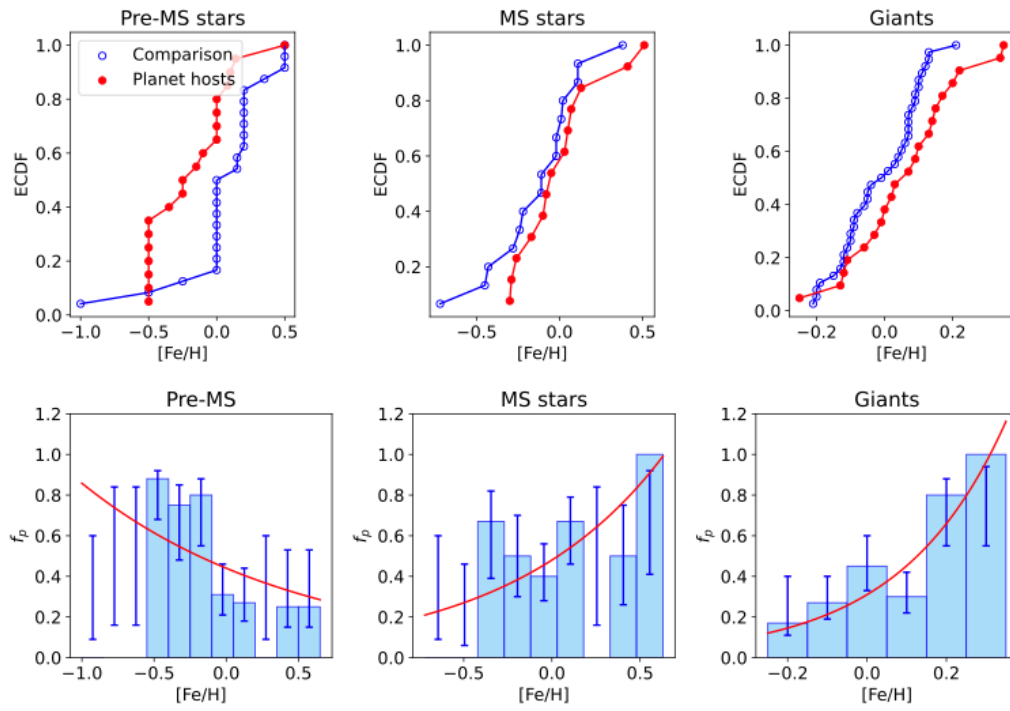 Pre-MS stars
MS stars
Giants
Comparison
Planet hosts
ECDF
1.0
0.8
0.6
0.4
0.2
0.0
−1.0 −0.5 0.0 0.5
[Fe/H]
ECDF
1.0
0.8
0.6
0.4
0.2
−0.5 0.0 0.5
[Fe/H]
ECDF
1.0
0.8
0.6
0.4
0.2
0.0
−0.2 0.0 0.2
[Fe/H]
Pre-MS
MS stars
Giants
fp
1.2
1.0
0.8
0.6
0.4
0.2
0.0
−1.0 −0.5 0.0 0.5
[Fe/H]
fp
1.2
1.0
0.8
0.6
0.4
0.2
0.0
−0.5 0.0 0.5
[Fe/H]
fp
1.2
1.0
0.8
0.6
0.4
0.2
0.0
−0.2 0.0 0.2
[Fe/H]